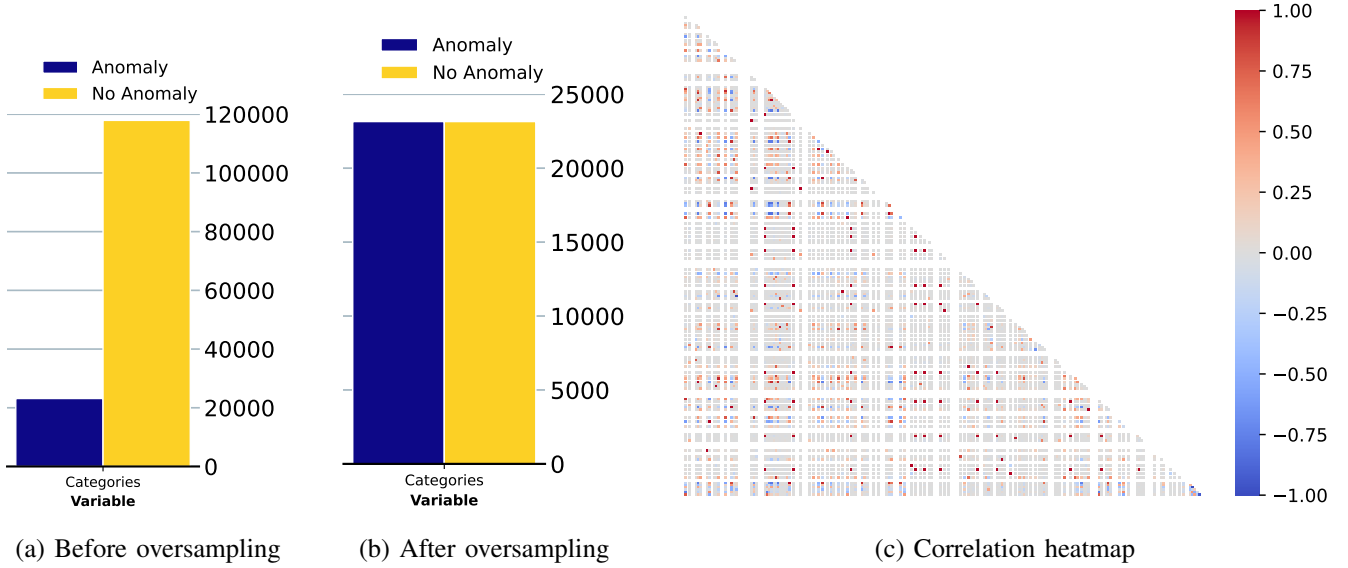 Anomaly
No Anomaly
120000
100000
80000
60000
40000
20000
0
Categories
Variable
(a) Before oversampling
Anomaly
No Anomaly
25000
20000
15000
10000
5000
0
Categories
Variable
(b) After oversampling
1.00
0.75
0.50
0.25
0.00
−0.25
−0.50
−0.75
−1.00
(c) Correlation heatmap